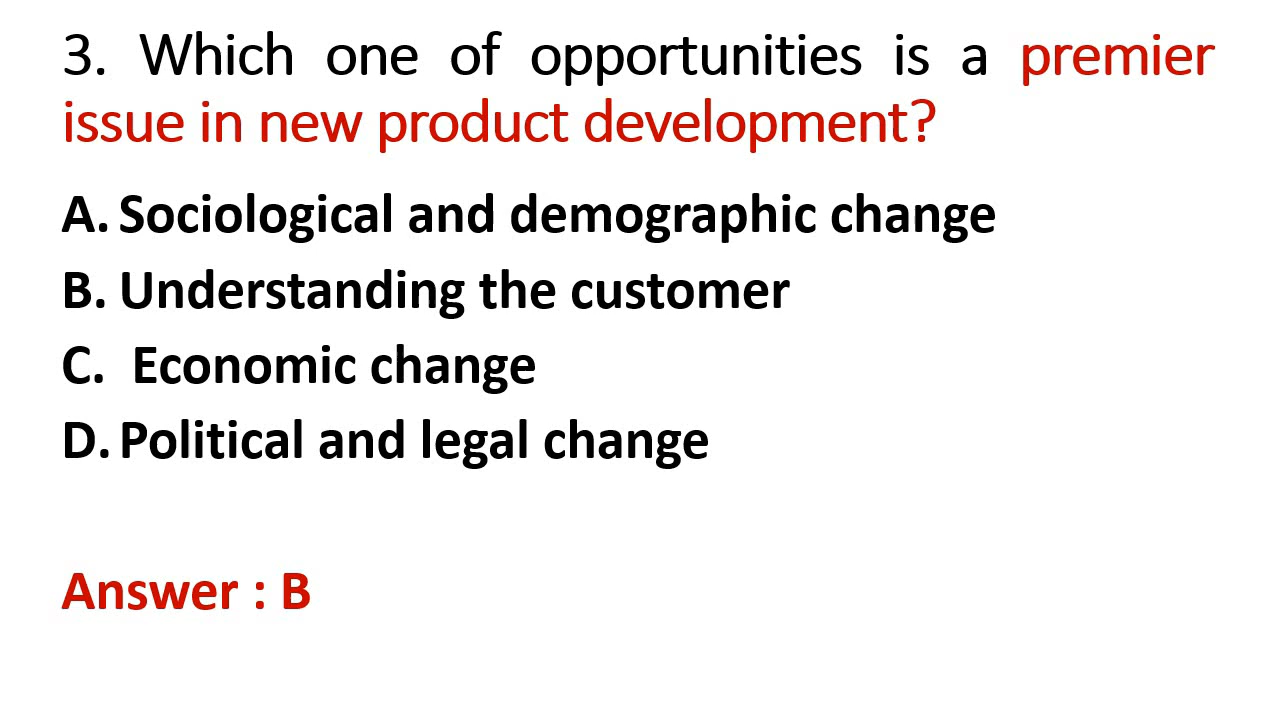 3. Which one of opportunities is a premier
issue in new product development?
A. Sociological and demographic change
B. Understanding the customer
C. Economic change
D. Political and legal change
Answer : B